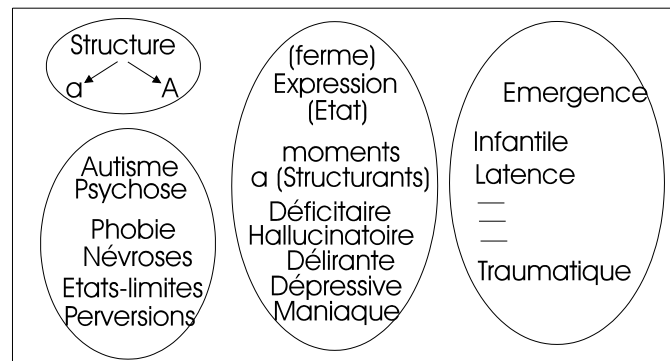 Structure
a A
Autisme
Psychose
Phobie
Névroses
Etats-limites
Perversions
(ferme)
Expression
(Etat)
moments
a (Structurants)
Déficitaire
Hallucinatoire
Délirante
Dépressive
Maniaque
Emergence
Infantile
Latence
Traumatique